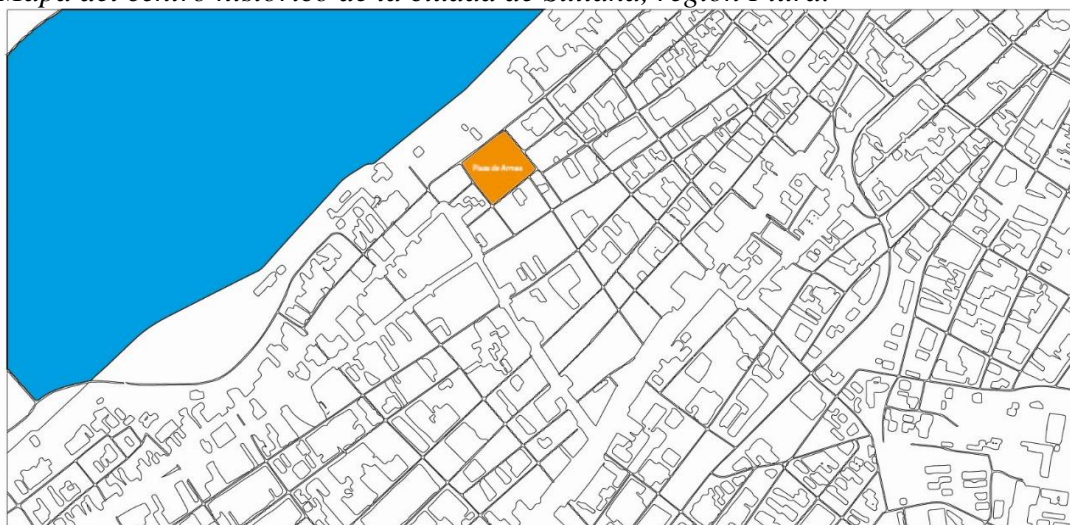 Mapa del centro histórico de la ciudad de Sullana, región Piura.
Plaza de Armas